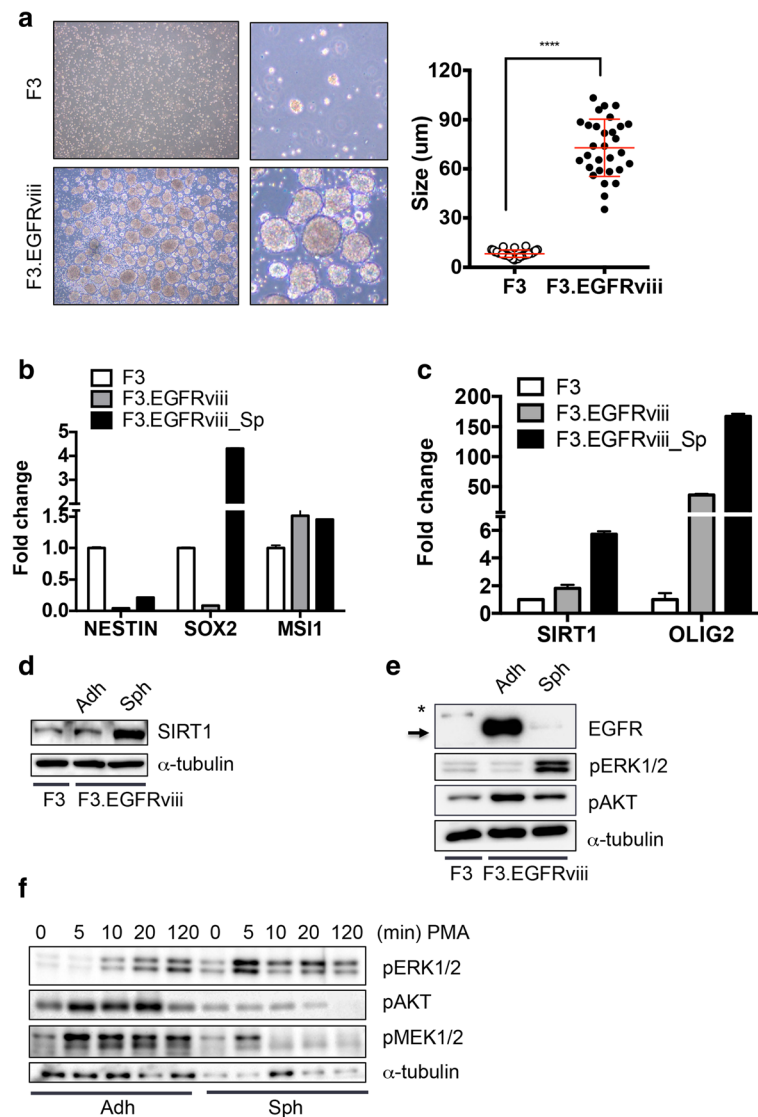 a
F3
F3.EGFRviii
****
Size (um)
120
90
60
30
0
F3 F3.EGFRviii
b
F3
F3.EGFRviii
F3.EGFRviii_Sp
Fold change
5
4
3
2
1.5
1.0
0.5
0.0
NESTIN SOX2 MSI1
c
F3
F3.EGFRviii
F3.EGFRviii_Sp
Fold change
200
150
100
50
6
4
2
0
SIRT1 OLIG2
d
Adh Sph
SIRT1
α-tubulin
F3 F3.EGFRviii
e
Adh Sph
*
EGFR
pERK1/2
pAKT
α-tubulin
F3 F3.EGFRviii
f
0 5 10 20 120 0 5 10 20 120 (min) PMA
pERK1/2
pAKT
pMEK1/2
α-tubulin
Adh Sph